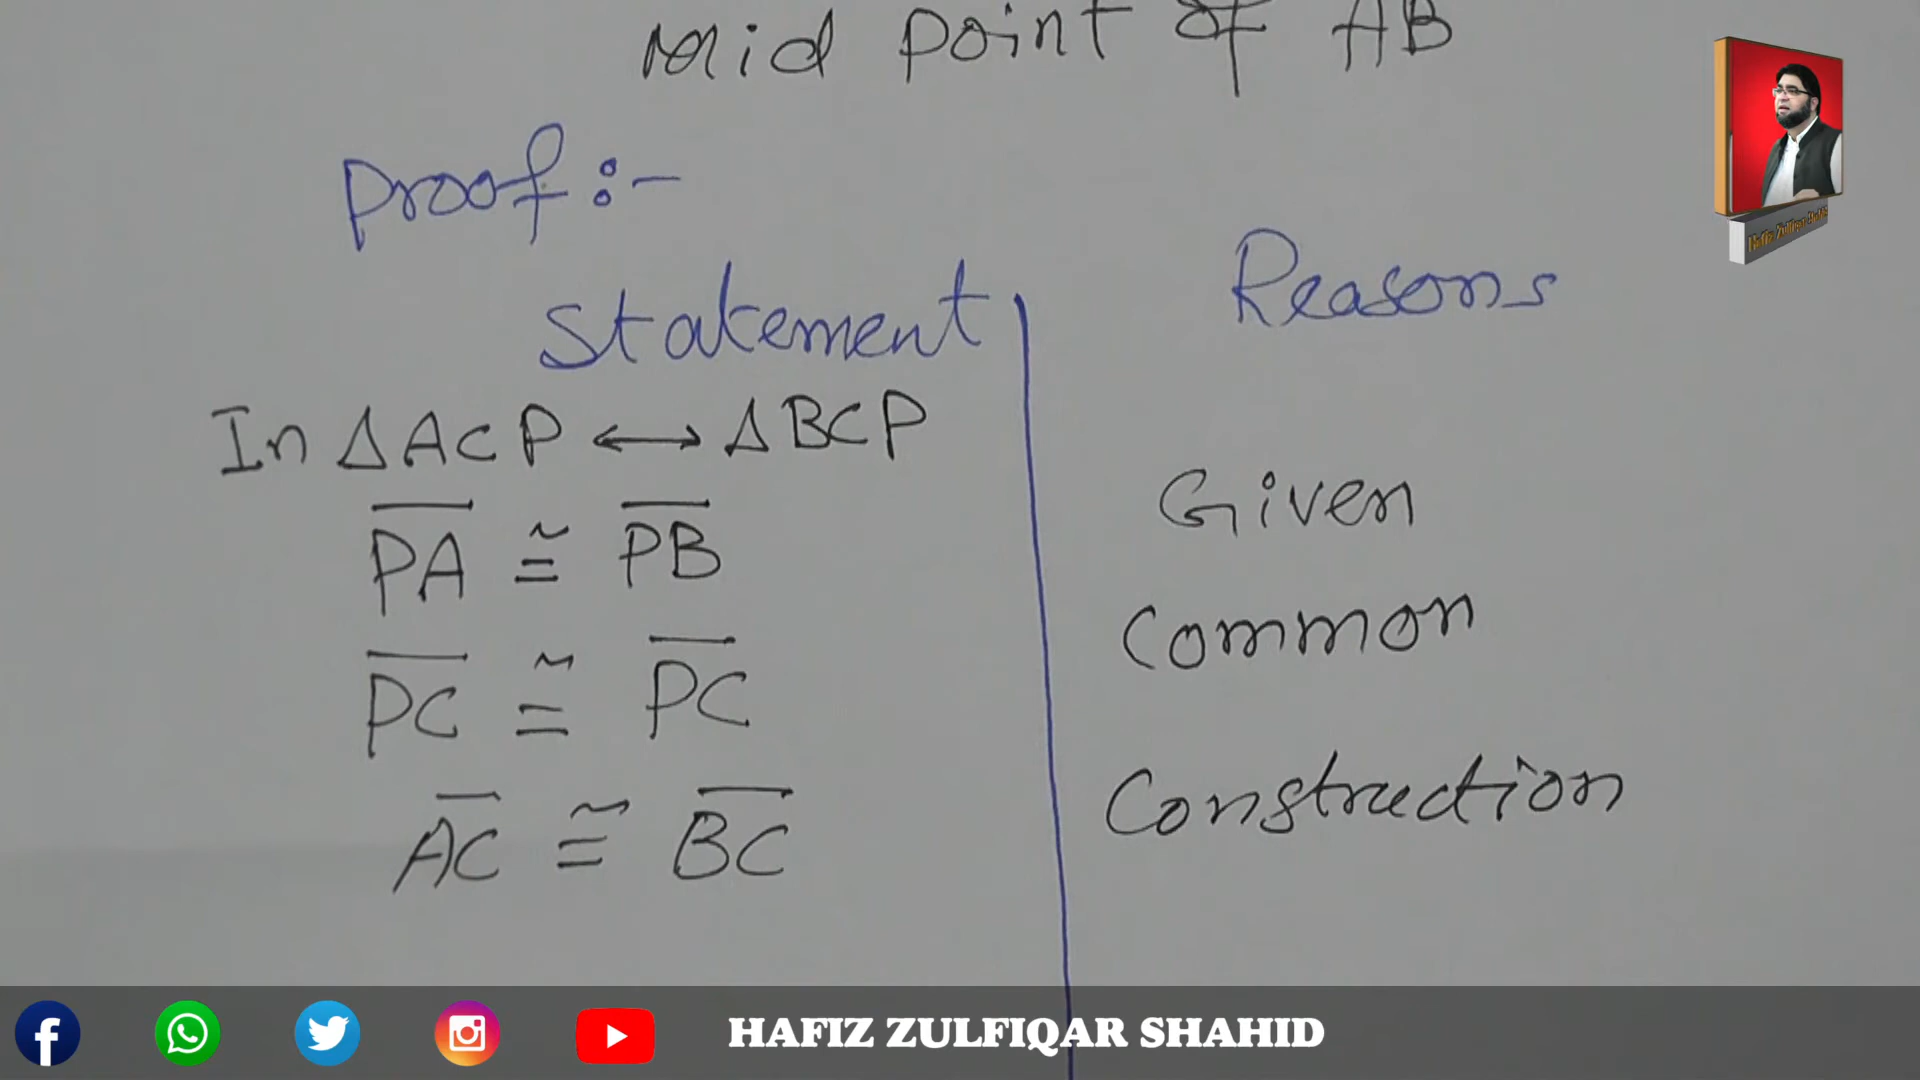 Mid Point of AB
Proof :-
Statement
Reasons
In ΔACP ↔ ΔBCP
PA ≅ PB
Given
PC ≅ PC
Common
AC ≅ BC
Construction
HAFIZ ZULFIQAR SHAHID